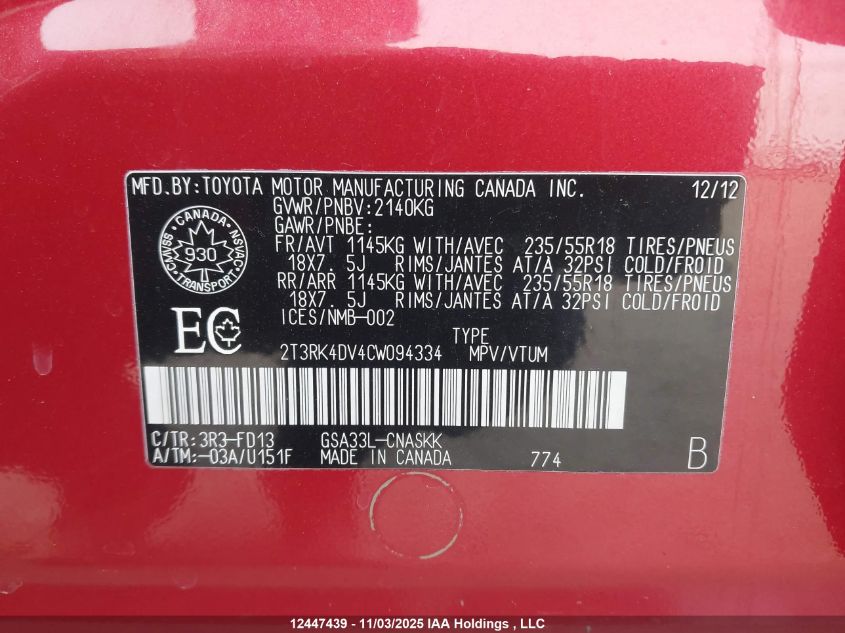 MFD.BY:TOYOTA MOTOR MANUFACTURING CANADA INC. 12/12
GVWR/PNBV:2140KG
GAWR/PNBE:
FR/AVT 1145KG WITH/AVEC 235/55R18 TIRES/PNEUS
18X7.5J RIMS/JANTES AT/A 32PSI COLD/FROID
RR/ARR 1145KG WITH/AVEC 235/55R18 TIRES/PNEUS
18X7.5J RIMS/JANTES AT/A 32PSI COLD/FROID
ICES/NMB-002
CANADA
CMVSS 930 NSVAC
TRANSPORT
EC
TYPE
2T3RK4DV4CW094334 MPV/VTUM
C/TR:3R3-FD13 GSA33L-CNASKK
A/TM:-03A/U151F MADE IN CANADA 774 B
12447439 - 11/03/2025 IAA Holdings , LLC